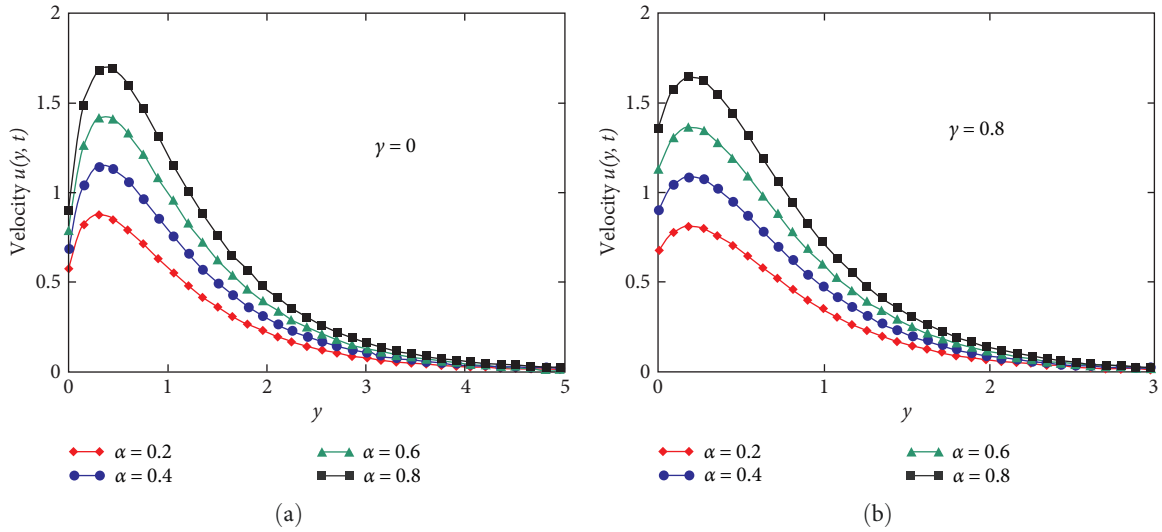 2
1.5
1
0.5
0
Velocity u(y, t)
γ = 0
0 1 2 3 4 5
y
α = 0.2 α = 0.6
α = 0.4 α = 0.8
(a)
2
1.5
1
0.5
0
Velocity u(y, t)
γ = 0.8
0 1 2 3
y
α = 0.2 α = 0.6
α = 0.4 α = 0.8
(b)